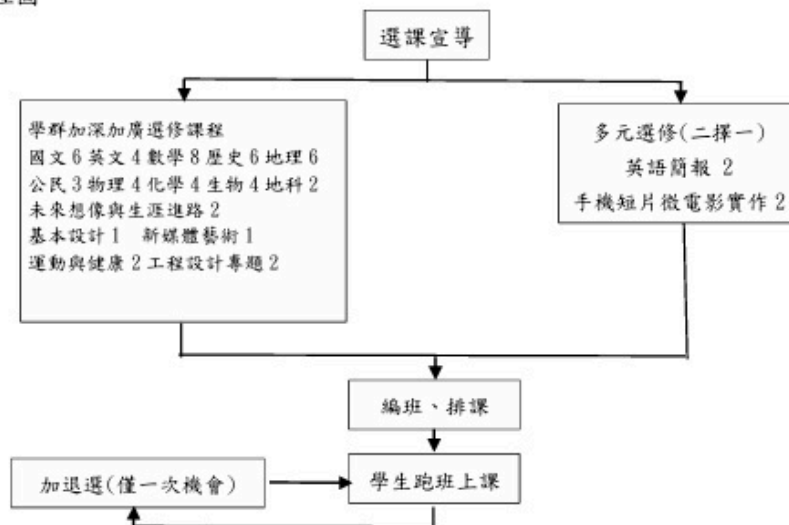 選課宣導
學群加深加廣選修課程
國文 6 英文 4 數學 8 歷史 6 地理 6
公民 3 物理 4 化學 4 生物 4 地科 2
未來想像與生涯進路 2
基本設計 1 新媒體藝術 1
運動與健康 2 工程設計專題 2
多元選修(二擇一)
英語簡報 2
手機短片微電影實作 2
編班、排課
加退選(僅一次機會)
學生跑班上課